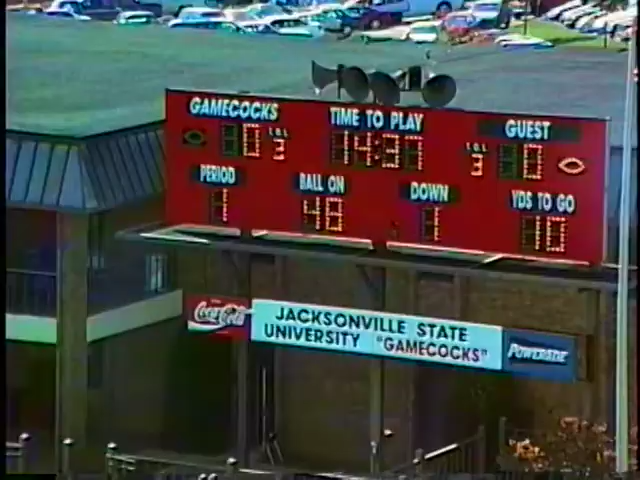 GAMECOCKS TIME TO PLAY GUEST
0 T.O.L 3 14:37 T.O.L 3 0
PERIOD BALL ON DOWN YDS TO GO
1 48 1 10
Coca-Cola JACKSONVILLE STATE UNIVERSITY "GAMECOCKS" POWERADE